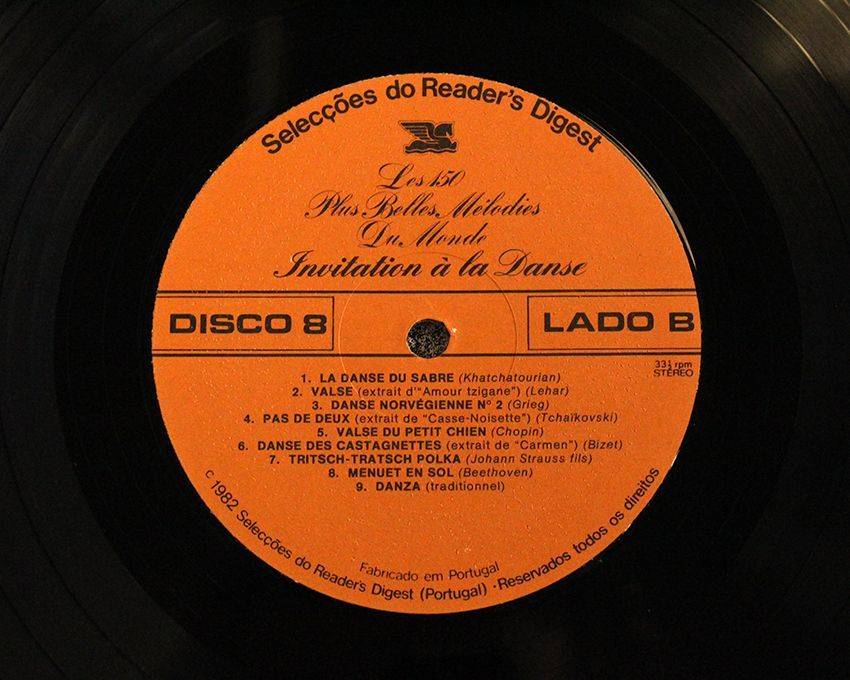 Selecções do Reader's Digest
Les 150
Plus Belles Mélodies
Du Monde
Invitation à la Danse
DISCO 8
LADO B
33⅓ rpm
STÉREO
1. LA DANSE DU SABRE (Khatchatourian)
2. VALSE (extrait d'"Amour tzigane") (Lehar)
3. DANSE NORVÉGIENNE Nº 2 (Grieg)
4. PAS DE DEUX (extrait de "Casse-Noisette") (Tchaïkovski)
5. VALSE DU PETIT CHIEN (Chopin)
6. DANSE DES CASTAGNETTES (extrait de "Carmen") (Bizet)
7. TRITSCH-TRATSCH POLKA (Johann Strauss fils)
8. MENUET EN SOL (Beethoven)
9. DANZA (traditionnel)
Fabricado em Portugal
C 1982 Selecções do Reader's Digest (Portugal) · Reservados todos os direitos